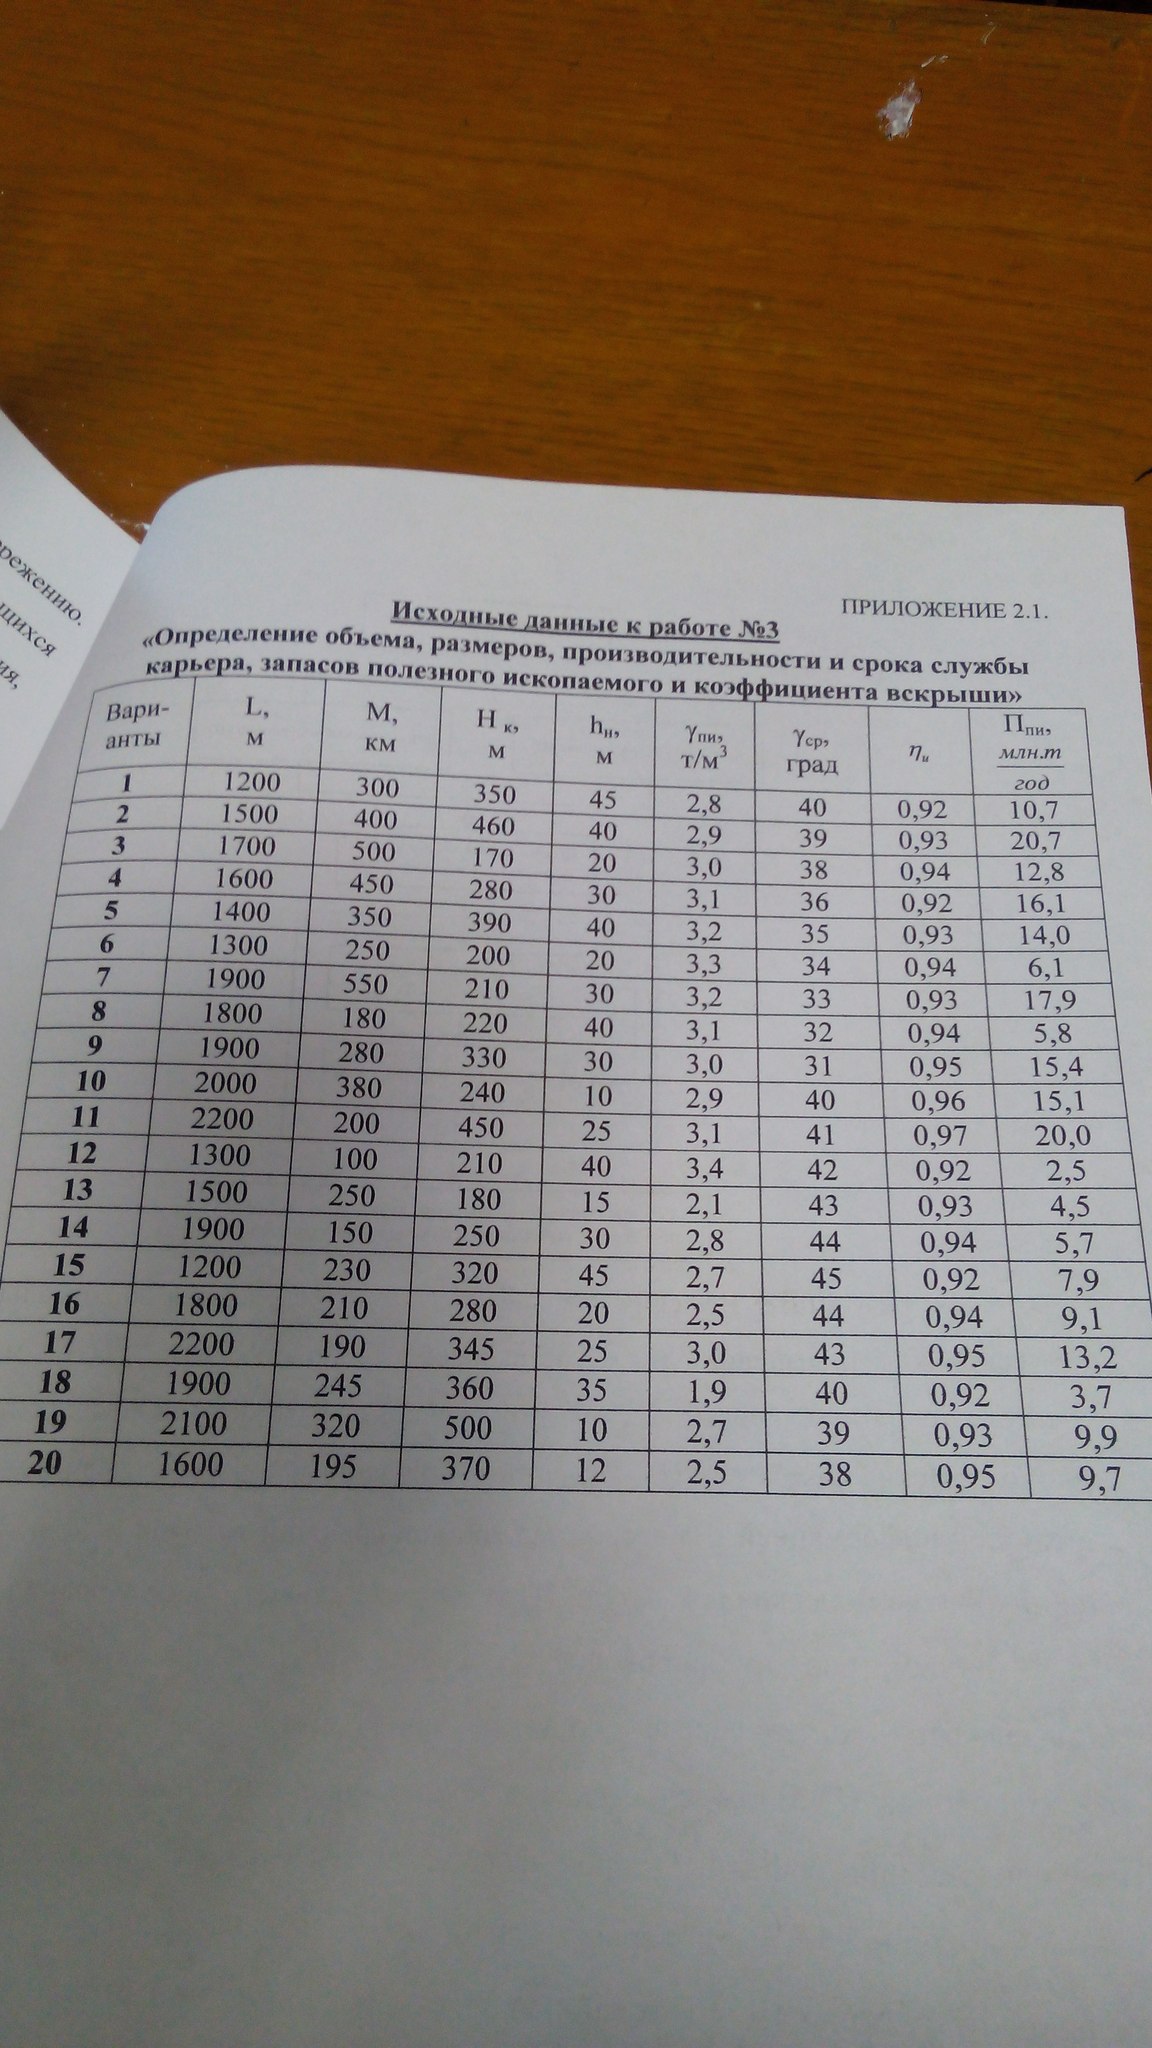 ережению.
щихся
ия,
ПРИЛОЖЕНИЕ 2.1.
Исходные данные к работе №3
«Определение объема, размеров, производительности и срока службы
карьера, запасов полезного ископаемого и коэффициента вскрыши»
Вари-анты L, м М, км Н к, м hн, м γпи, т/м³ γср, град ηи Ппи, млн.т/год
1 1200 300 350 45 2,8 40 0,92 10,7
2 1500 400 460 40 2,9 39 0,93 20,7
3 1700 500 170 20 3,0 38 0,94 12,8
4 1600 450 280 30 3,1 36 0,92 16,1
5 1400 350 390 40 3,2 35 0,93 14,0
6 1300 250 200 20 3,3 34 0,94 6,1
7 1900 550 210 30 3,2 33 0,93 17,9
8 1800 180 220 40 3,1 32 0,94 5,8
9 1900 280 330 30 3,0 31 0,95 15,4
10 2000 380 240 10 2,9 40 0,96 15,1
11 2200 200 450 25 3,1 41 0,97 20,0
12 1300 100 210 40 3,4 42 0,92 2,5
13 1500 250 180 15 2,1 43 0,93 4,5
14 1900 150 250 30 2,8 44 0,94 5,7
15 1200 230 320 45 2,7 45 0,92 7,9
16 1800 210 280 20 2,5 44 0,94 9,1
17 2200 190 345 25 3,0 43 0,95 13,2
18 1900 245 360 35 1,9 40 0,92 3,7
19 2100 320 500 10 2,7 39 0,93 9,9
20 1600 195 370 12 2,5 38 0,95 9,7